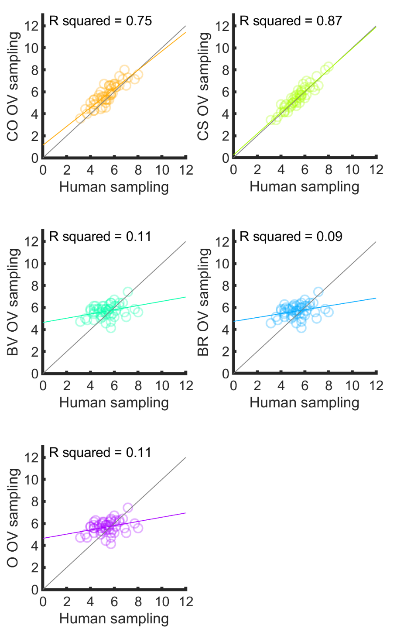 R squared = 0.75
CO OV sampling
12
10
8
6
4
2
0
0 2 4 6 8 10 12
Human sampling
R squared = 0.87
CS OV sampling
12
10
8
6
4
2
0
0 2 4 6 8 10 12
Human sampling
R squared = 0.11
BV OV sampling
12
10
8
6
4
2
0
0 2 4 6 8 10 12
Human sampling
R squared = 0.09
BR OV sampling
12
10
8
6
4
2
0
0 2 4 6 8 10 12
Human sampling
R squared = 0.11
O OV sampling
12
10
8
6
4
2
0
0 2 4 6 8 10 12
Human sampling